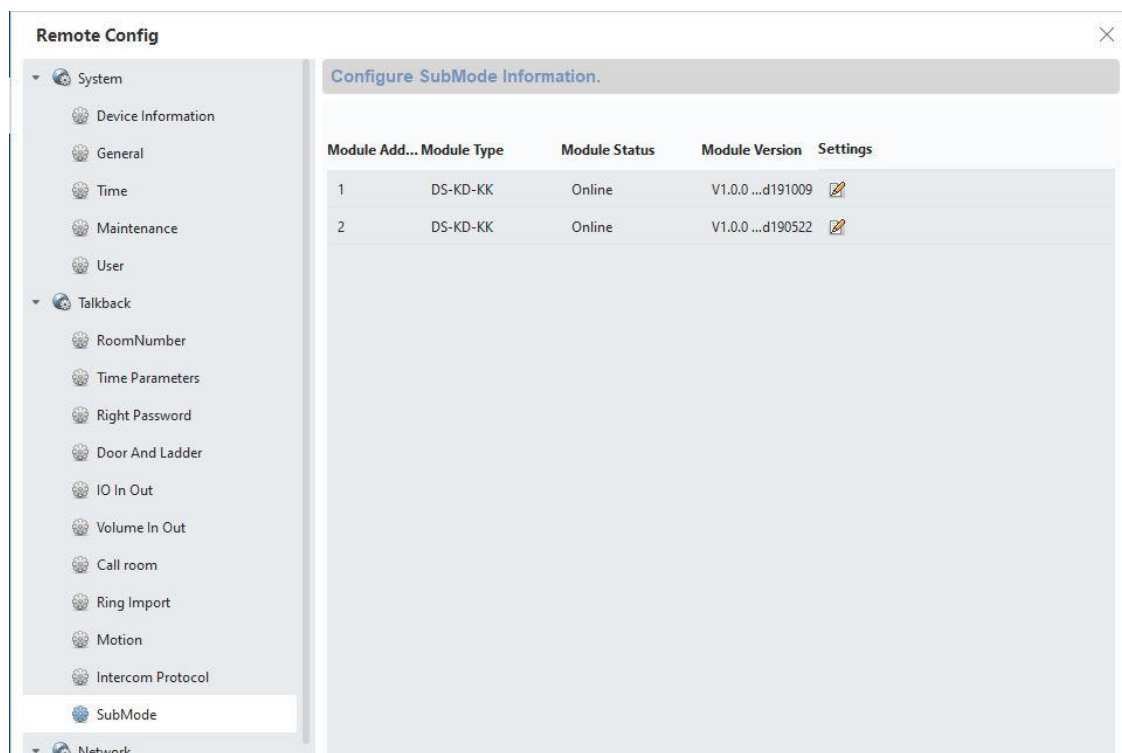 Remote Config
System
Device Information
General
Time
Maintenance
User
Talkback
RoomNumber
Time Parameters
Right Password
Door And Ladder
IO In Out
Volume In Out
Call room
Ring Import
Motion
Intercom Protocol
SubMode
Network
Configure SubMode Information.
Module Add... Module Type Module Status Module Version Settings
1 DS-KD-KK Online V1.0.0 ...d191009
2 DS-KD-KK Online V1.0.0 ...d190522